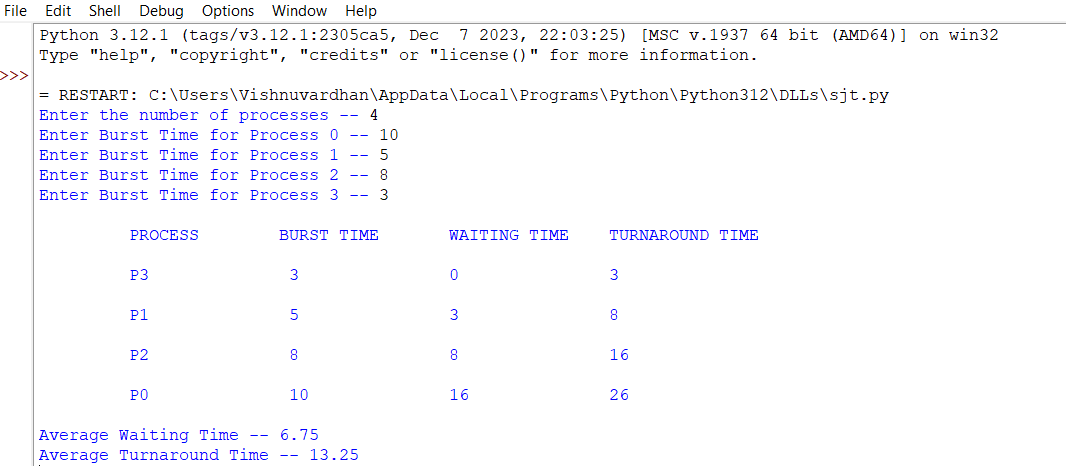 File Edit Shell Debug Options Window Help
Python 3.12.1 (tags/v3.12.1:2305ca5, Dec  7 2023, 22:03:25) [MSC v.1937 64 bit (AMD64)] on win32
Type "help", "copyright", "credits" or "license()" for more information.
>>>
= RESTART: C:\Users\Vishnuvardhan\AppData\Local\Programs\Python\Python312\DLLs\sjt.py
Enter the number of processes -- 4
Enter Burst Time for Process 0 -- 10
Enter Burst Time for Process 1 -- 5
Enter Burst Time for Process 2 -- 8
Enter Burst Time for Process 3 -- 3
PROCESS BURST TIME WAITING TIME TURNAROUND TIME
P3 3 0 3
P1 5 3 8
P2 8 8 16
P0 10 16 26
Average Waiting Time -- 6.75
Average Turnaround Time -- 13.25